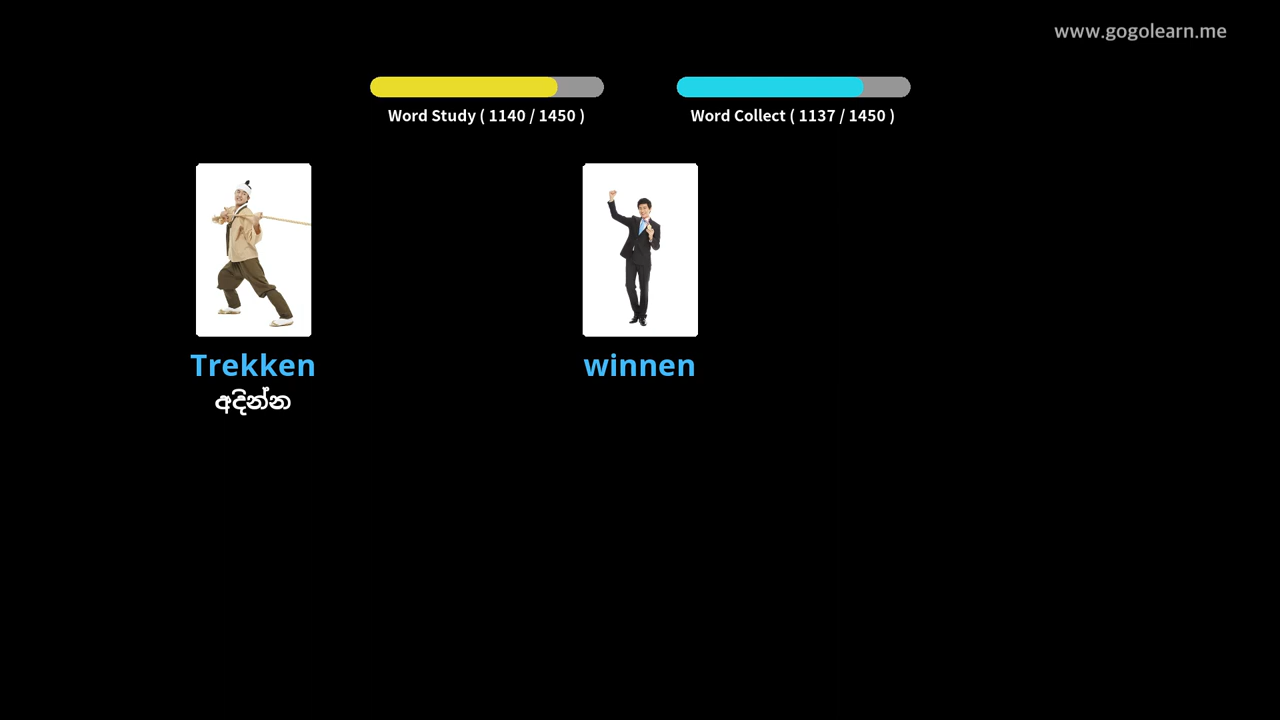 www.gogolearn.me
Word Study ( 1140 / 1450 )
Word Collect ( 1137 / 1450 )
Trekken
winnen
අදින්න